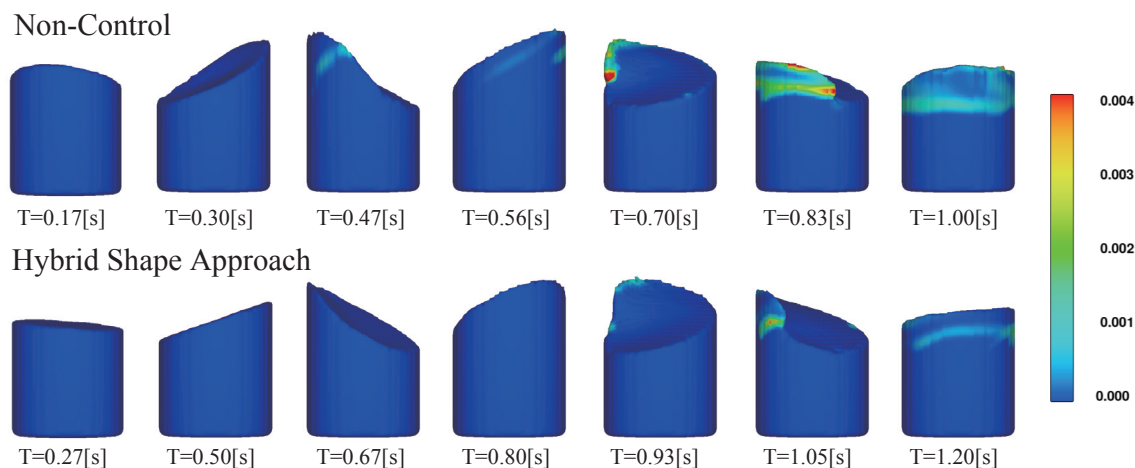 Non-Control
T=0.17[s] T=0.30[s] T=0.47[s] T=0.56[s] T=0.70[s] T=0.83[s] T=1.00[s]
Hybrid Shape Approach
T=0.27[s] T=0.50[s] T=0.67[s] T=0.80[s] T=0.93[s] T=1.05[s] T=1.20[s]
0.004
0.003
0.002
0.001
0.000